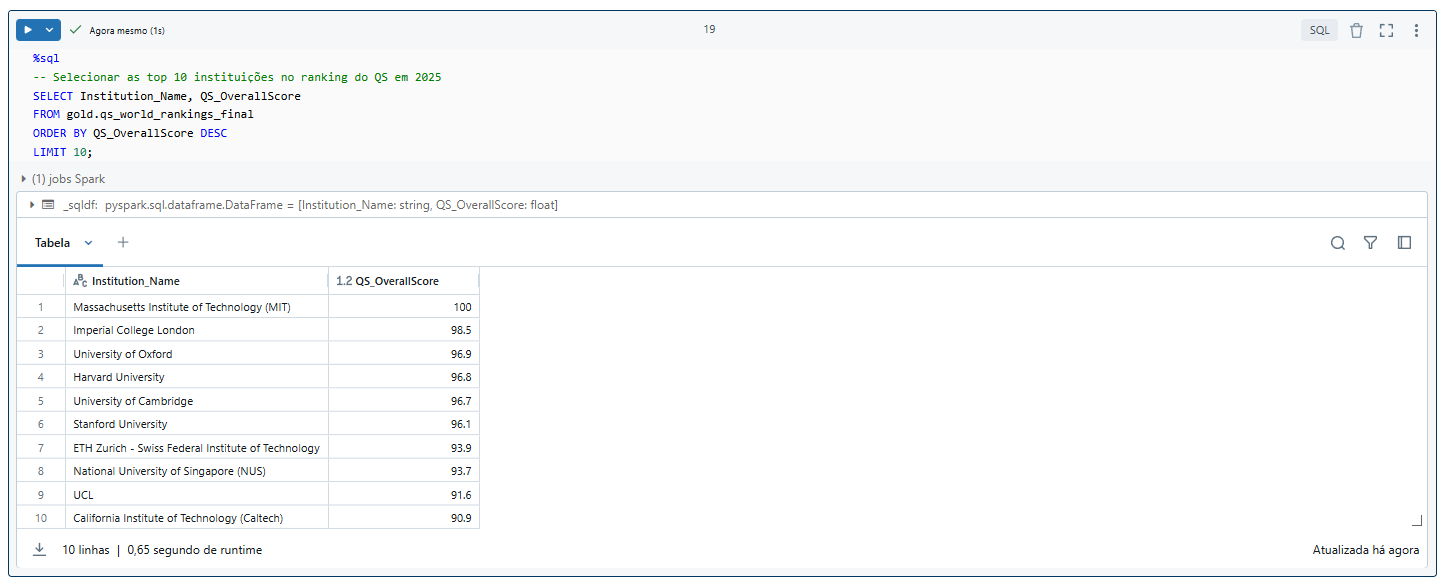 Agora mesmo (1s)
19
SQL
%sql
-- Selecionar as top 10 instituições no ranking do QS em 2025
SELECT Institution_Name, QS_OverallScore
FROM gold.qs_world_rankings_final
ORDER BY QS_OverallScore DESC
LIMIT 10;
(1) jobs Spark
_sqldf: pyspark.sql.dataframe.DataFrame = [Institution_Name: string, QS_OverallScore: float]
Tabela
ABC Institution_Name 1.2 QS_OverallScore
1 Massachusetts Institute of Technology (MIT) 100
2 Imperial College London 98.5
3 University of Oxford 96.9
4 Harvard University 96.8
5 University of Cambridge 96.7
6 Stanford University 96.1
7 ETH Zurich - Swiss Federal Institute of Technology 93.9
8 National University of Singapore (NUS) 93.7
9 UCL 91.6
10 California Institute of Technology (Caltech) 90.9
10 linhas | 0,65 segundo de runtime
Atualizada há agora